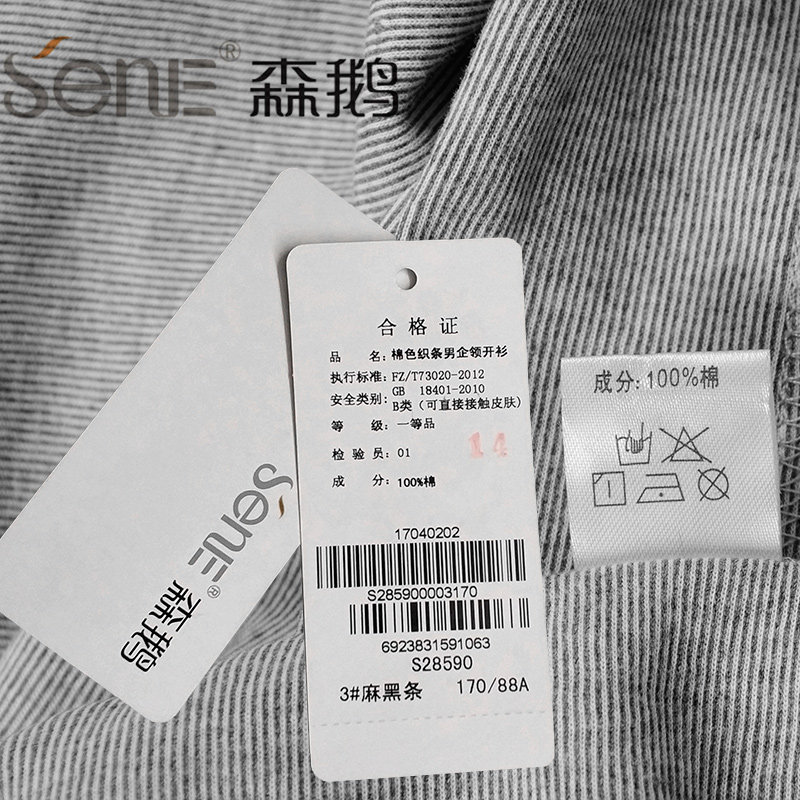 SENE® 森鹅
合格证
品 名: 棉色织条男企领开衫
执行标准: FZ/T73020-2012
GB 18401-2010
安全类别: B类（可直接接触皮肤）
等 级: 一等品
检 验 员: 01
14
成 分: 100%棉
17040202
S285900003170
6923831591063
S28590
3#麻黑条 170/88A
SENE® 森鹅
成分: 100%棉